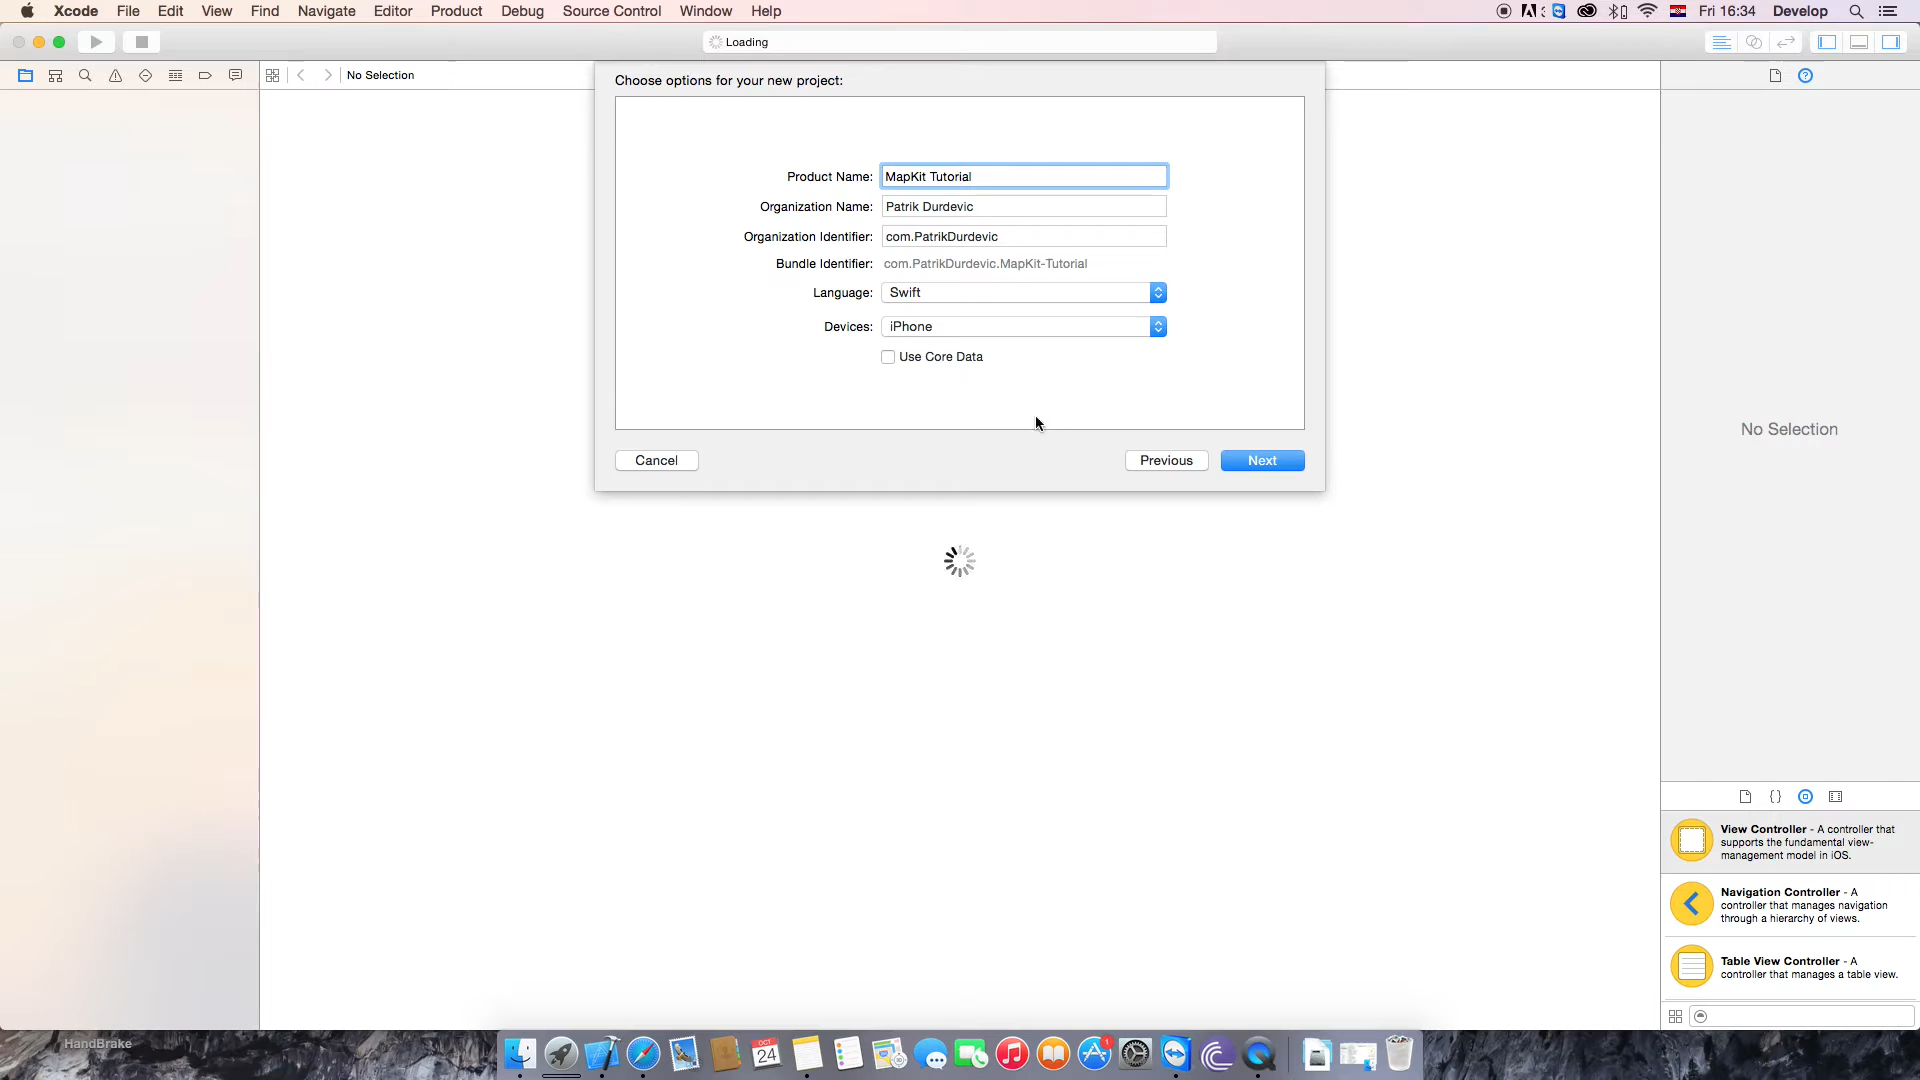 Xcode File Edit View Find Navigate Editor Product Debug Source Control Window Help
Fri 16:34 Develop
Loading
No Selection
Choose options for your new project:
Product Name: MapKit Tutorial
Organization Name: Patrik Durdevic
Organization Identifier: com.PatrikDurdevic
Bundle Identifier: com.PatrikDurdevic.MapKit-Tutorial
Language: Swift
Devices: iPhone
Use Core Data
Cancel Previous Next
No Selection
{}
View Controller - A controller that
supports the fundamental view-
management model in iOS.
Navigation Controller - A
controller that manages navigation
through a hierarchy of views.
Table View Controller - A
controller that manages a table view.
HandBrake
OCT
24
1